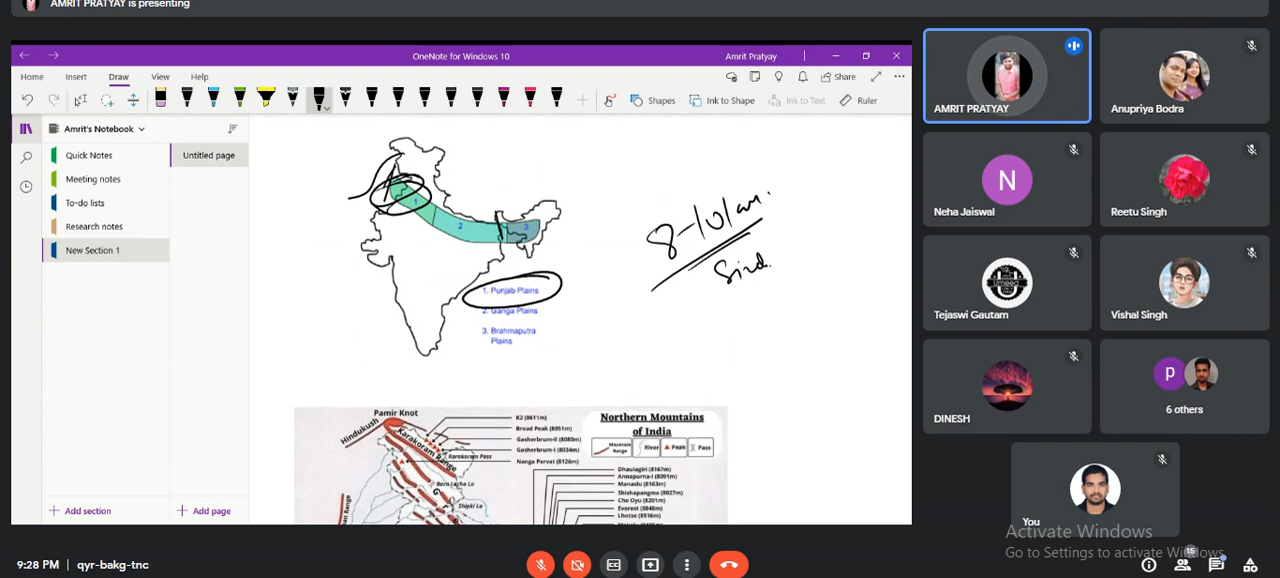 AMRIT PRATYAY is presenting
OneNote for Windows 10
Amrit Pratyay
Home Insert Draw View Help
Share
Shapes
Ink to Shape
Ink to Text
Ruler
Amrit's Notebook
Quick Notes
Meeting notes
To-do lists
Research notes
New Section 1
Untitled page
1
2
3
1. Punjab Plains
2. Ganga Plains
3. Brahmaputra
Plains
Pamir Knot
Hindukush
Karakoram Range
Karakoram Pass
Bara Lacha La
Shipki La
K2 (8611m)
Broad Peak (8051m)
Gasherbrum-II (8080m)
Gasherbrum-I (8034m)
Nanga Parvat (8126m)
Northern Mountains
of India
Mountain
Range
River
Peak
Pass
Dhaulagiri (8167m)
Annapurna-I (8091m)
Manaslu (8163m)
Shishapangma (8027m)
Cho Oyu (8201m)
Everest (8848m)
Lhotse (8516m)
Add section
Add page
AMRIT PRATYAY
Anupriya Bodra
N
Neha Jaiswal
Reetu Singh
Tejaswi Gautam
Vishal Singh
DINESH
P
6 others
You
Activate Windows
Go to Settings to activate Windows.
9:28 PM | qyr-bakg-tnc
15